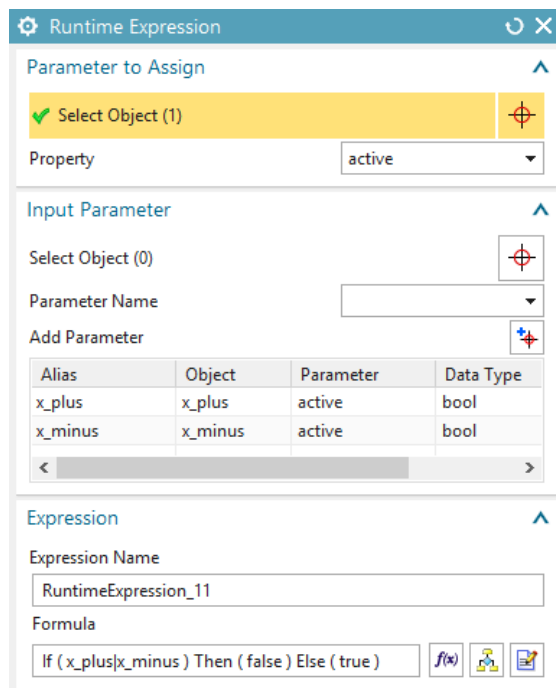 Runtime Expression
Parameter to Assign
Select Object (1)
Property active
Input Parameter
Select Object (0)
Parameter Name
Add Parameter
Alias Object Parameter Data Type
x_plus x_plus active bool
x_minus x_minus active bool
Expression
Expression Name
RuntimeExpression_11
Formula
If ( x_plus|x_minus ) Then ( false ) Else ( true ) f(x)